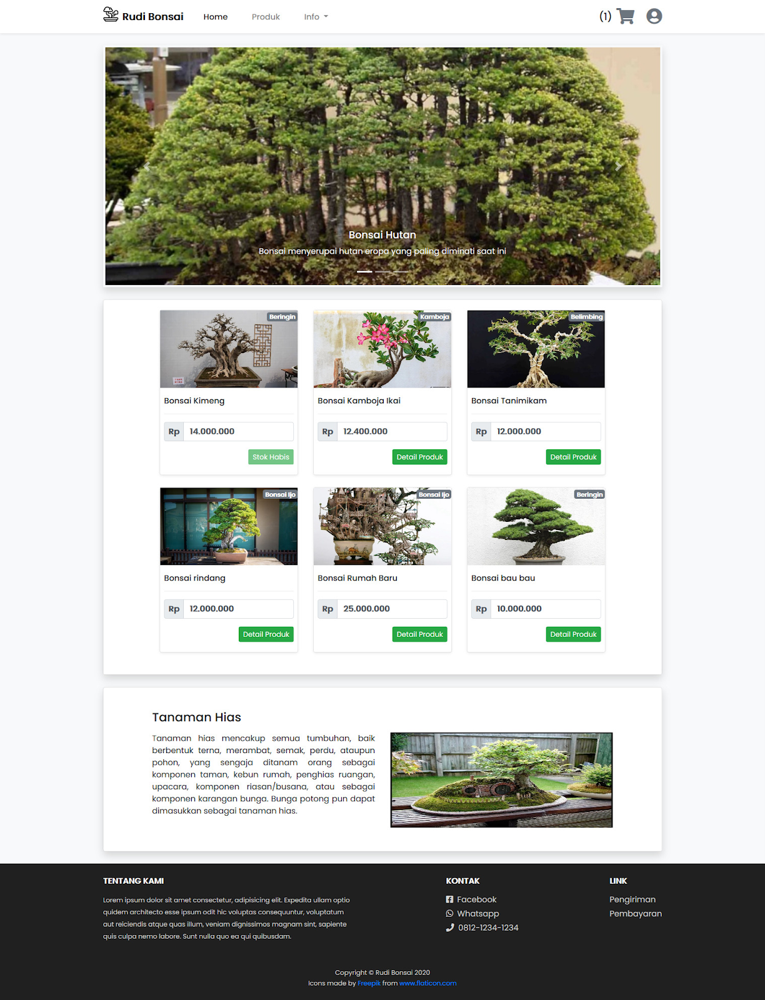 Rudi Bonsai
Home
Produk
Info
(1)
Bonsai Hutan
Bonsai menyerupai hutan eropa yang paling diminati saat ini
Beringin
Bonsai Kimeng
Rp 14.000.000
Stok Habis
Kamboja
Bonsai Kamboja Ikai
Rp 12.400.000
Detail Produk
Belimbing
Bonsai Tanimikam
Rp 12.000.000
Detail Produk
Bonsai Ijo
Bonsai rindang
Rp 12.000.000
Detail Produk
Bonsai Ijo
Bonsai Rumah Baru
Rp 25.000.000
Detail Produk
Beringin
Bonsai bau bau
Rp 10.000.000
Detail Produk
Tanaman Hias
Tanaman hias mencakup semua tumbuhan, baik
berbentuk terna, merambat, semak, perdu, ataupun
pohon, yang sengaja ditanam orang sebagai
komponen taman, kebun rumah, penghias ruangan,
upacara, komponen riasan/busana, atau sebagai
komponen karangan bunga. Bunga potong pun dapat
dimasukkan sebagai tanaman hias.
TENTANG KAMI
Lorem ipsum dolor sit amet consectetur, adipisicing elit. Expedita ullam optio
quidem architecto esse ipsum odit hic voluptas consequuntur, voluptatum
aut reiciendis atque quas illum, veniam dignissimos magnam sint, sapiente
quis culpa nemo labore. Sunt nulla quo ea qui quibusdam.
KONTAK
Facebook
Whatsapp
0812-1234-1234
LINK
Pengiriman
Pembayaran
Copyright © Rudi Bonsai 2020
Icons made by Freepik from www.flaticon.com